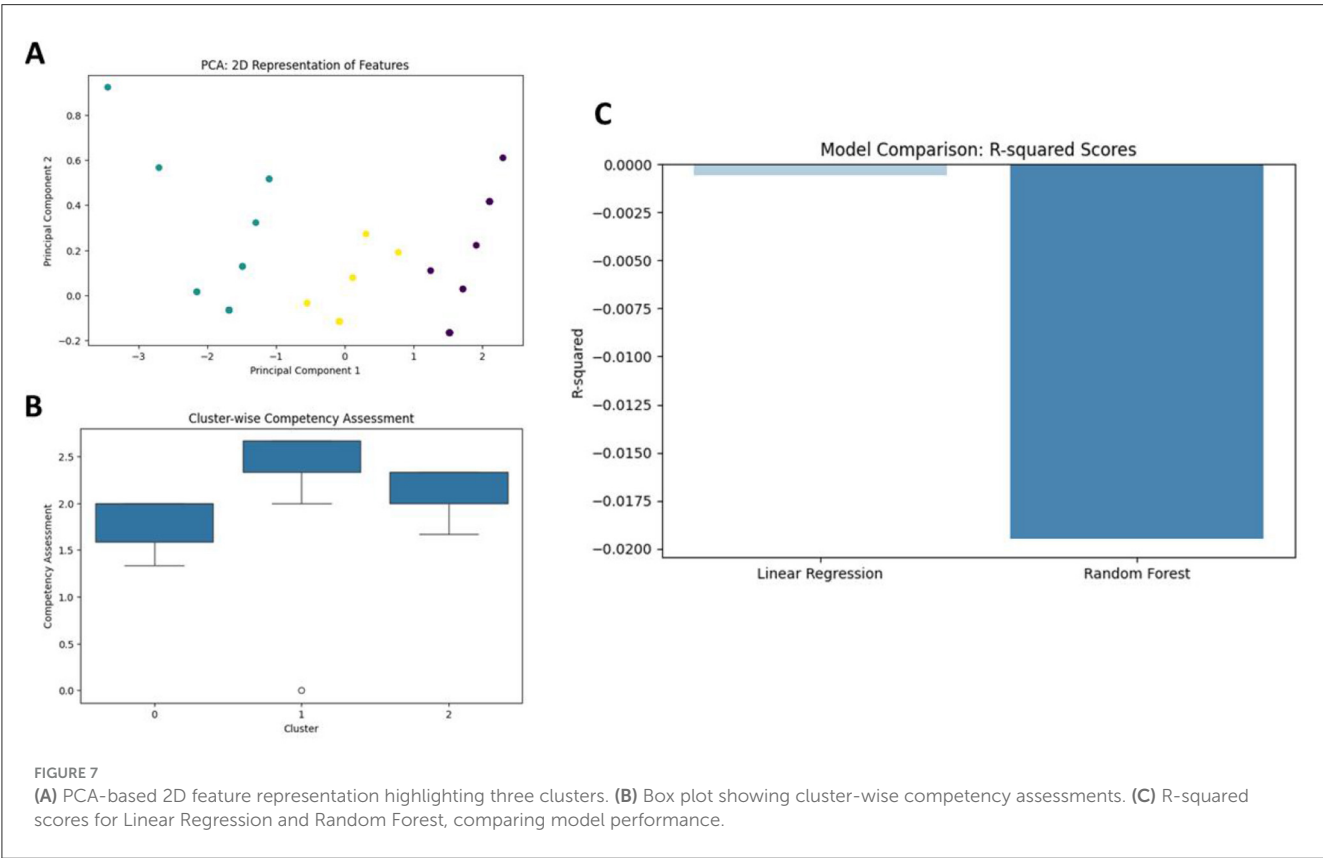 A
PCA: 2D Representation of Features
0.8
0.6
0.4
0.2
0.0
−0.2
Principal Component 2
−3
−2
−1
0
1
2
Principal Component 1
B
Cluster-wise Competency Assessment
2.5
2.0
1.5
1.0
0.5
0.0
Competency Assessment
0
1
2
Cluster
C
Model Comparison: R-squared Scores
0.0000
−0.0025
−0.0050
−0.0075
−0.0100
−0.0125
−0.0150
−0.0175
−0.0200
R-squared
Linear Regression
Random Forest
FIGURE 7
(A) PCA-based 2D feature representation highlighting three clusters. (B) Box plot showing cluster-wise competency assessments. (C) R-squared
scores for Linear Regression and Random Forest, comparing model performance.